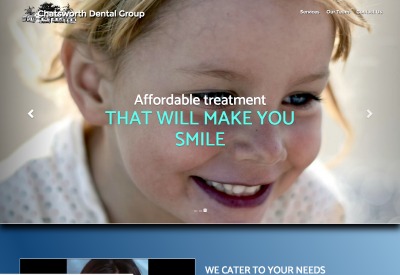 Chatsworth Dental Group
Services Our Team Contact Us
Affordable treatment
THAT WILL MAKE YOU
SMILE
WE CATER TO YOUR NEEDS